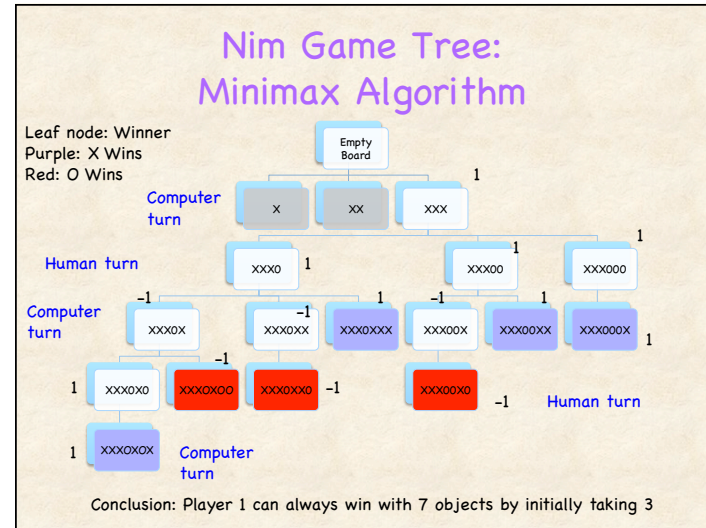 Nim Game Tree:
Minimax Algorithm
Leaf node: Winner
Purple: X Wins
Red: O Wins
Empty
Board
1
Computer
turn
X
XX
XXX
1
Human turn
XXXO
1
XXXOO
1
XXXOOO
Computer
turn
-1
XXXOX
-1
XXXOXX
1
XXXOXXX
-1
XXXOOX
1
XXXOOXX
XXXOOOX
1
1
XXXOXO
-1
XXXOXOO
XXXOXXO
-1
XXXOOXO
-1
Human turn
1
XXXOXOX
Computer
turn
Conclusion: Player 1 can always win with 7 objects by initially taking 3